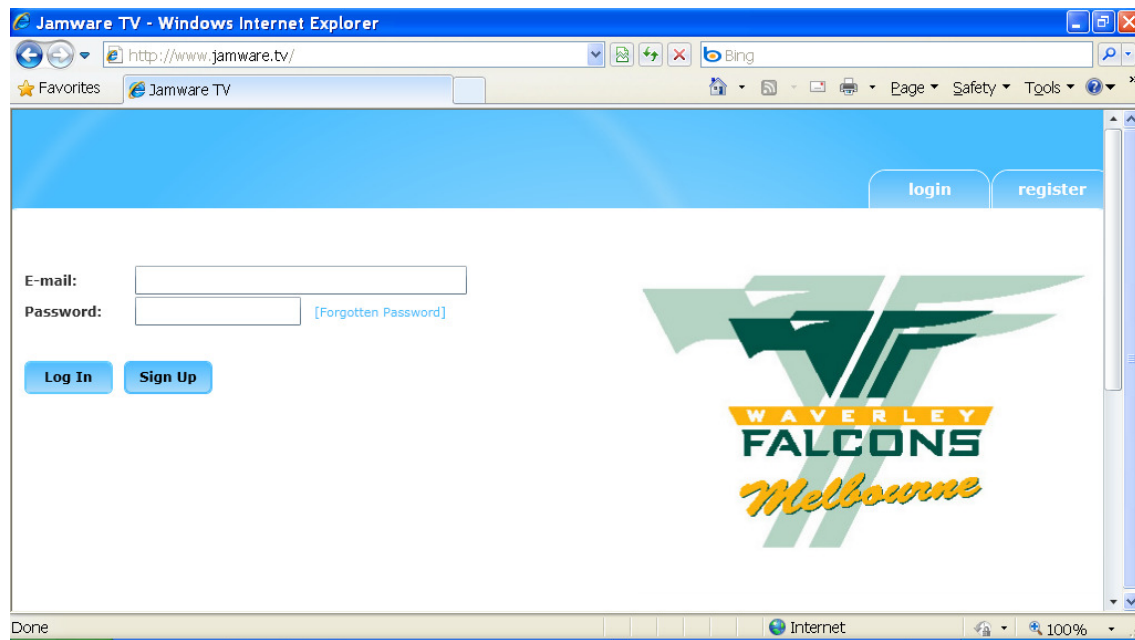 Jamware TV - Windows Internet Explorer
http://www.jamware.tv/
Bing
Favorites
Jamware TV
Page
Safety
Tools
login
register
E-mail:
Password:
[Forgotten Password]
Log In
Sign Up
WAVERLEY
FALCONS
Melbourne
Done
Internet
100%